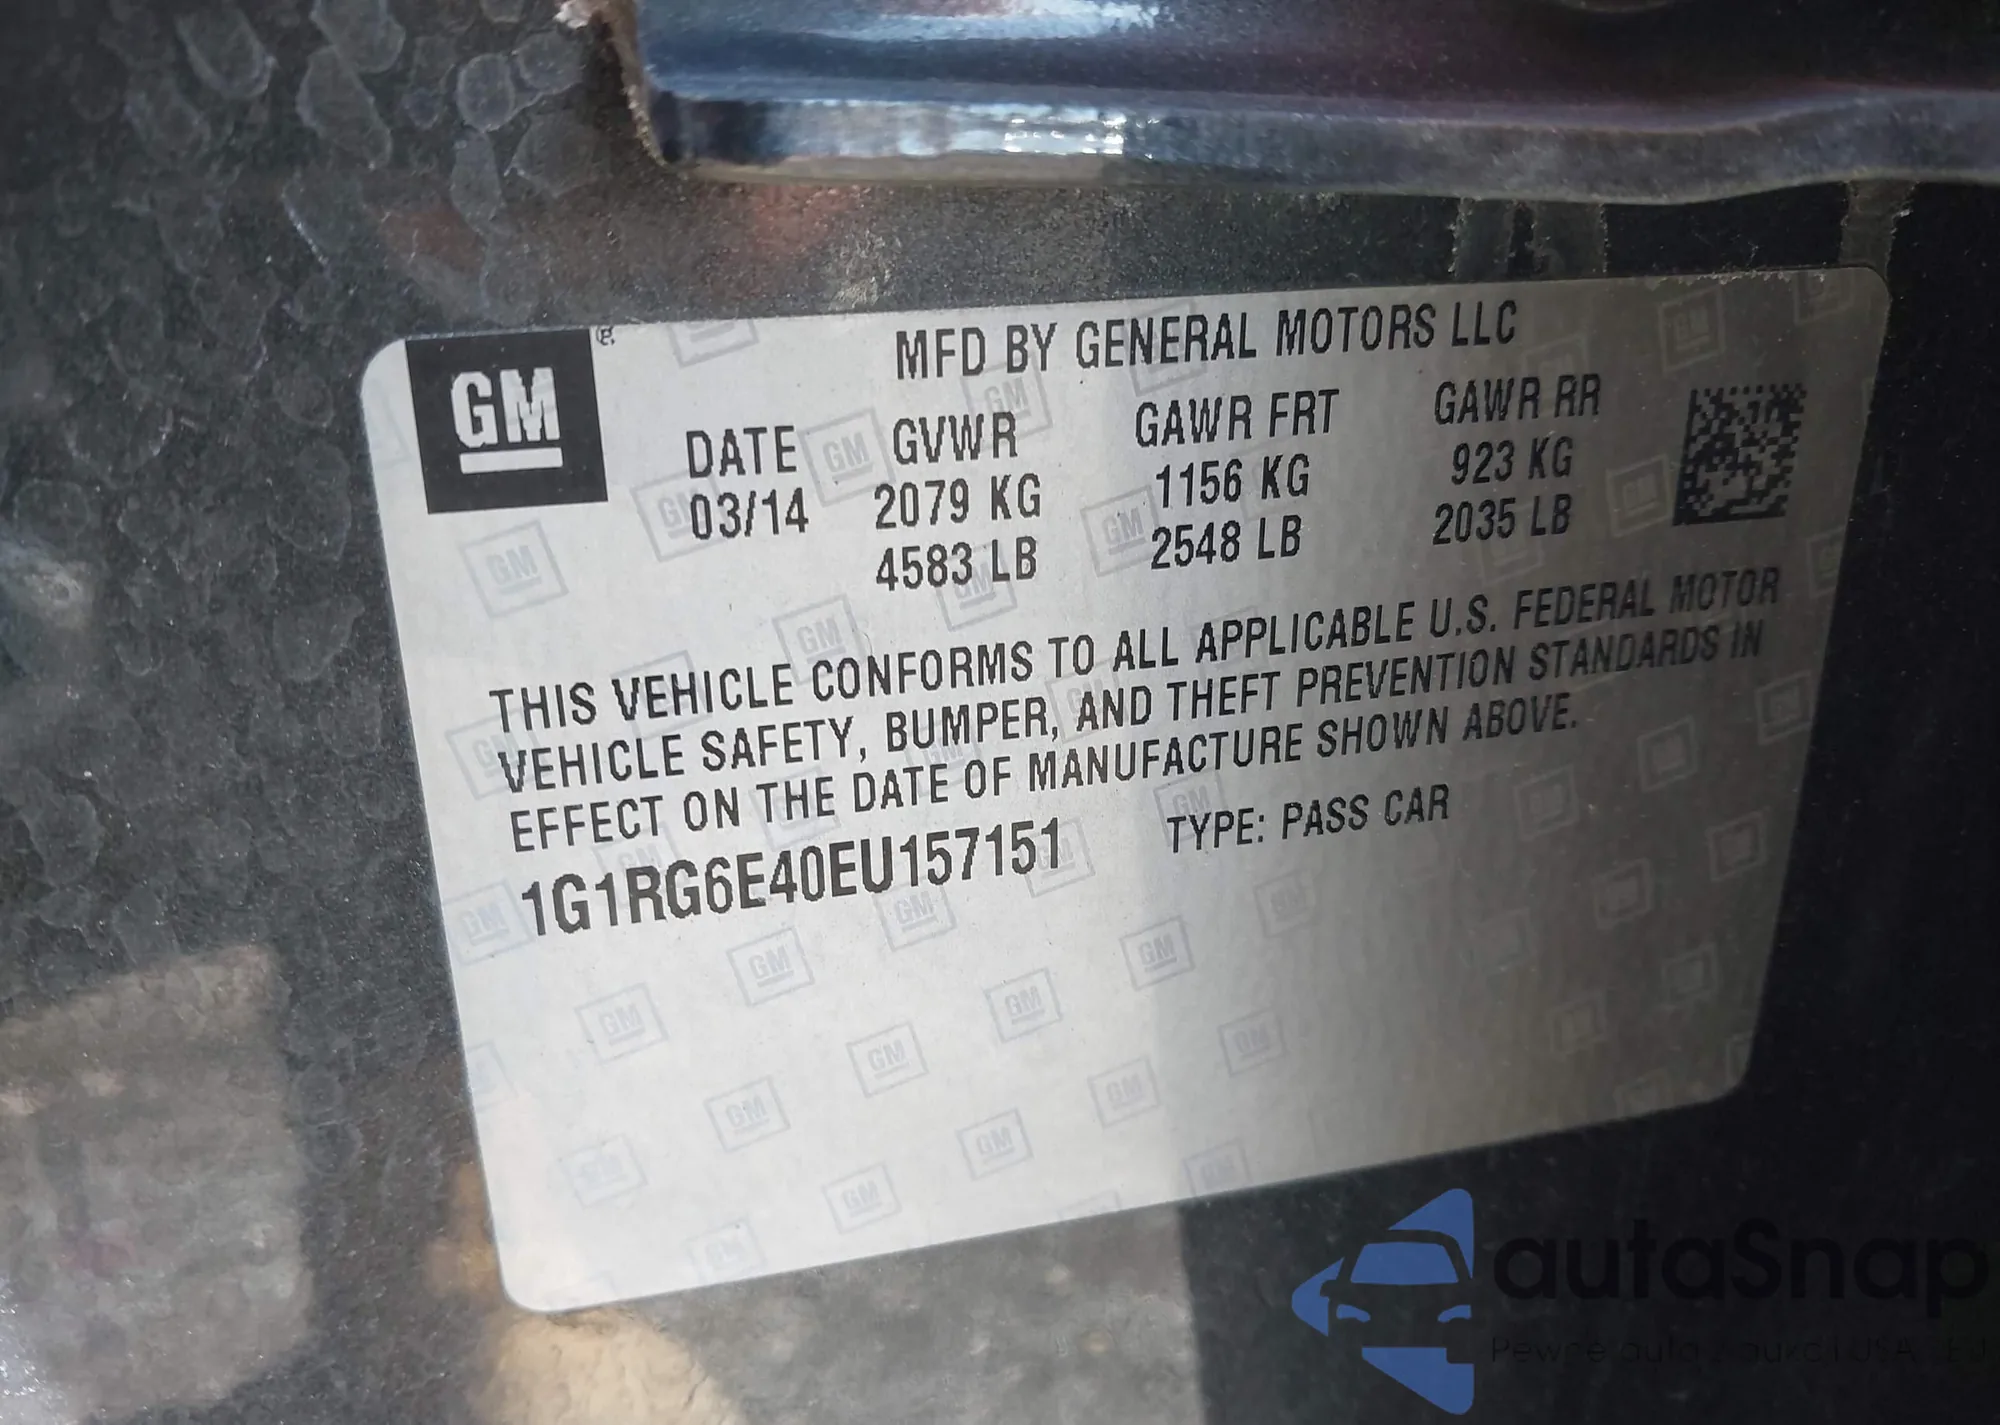 GM
MFD BY GENERAL MOTORS LLC
DATE GVWR GAWR FRT GAWR RR
03/14 2079 KG 1156 KG 923 KG
4583 LB 2548 LB 2035 LB
THIS VEHICLE CONFORMS TO ALL APPLICABLE U.S. FEDERAL MOTOR
VEHICLE SAFETY, BUMPER, AND THEFT PREVENTION STANDARDS IN
EFFECT ON THE DATE OF MANUFACTURE SHOWN ABOVE.
1G1RG6E40EU157151 TYPE: PASS CAR
autaSnap
auta z